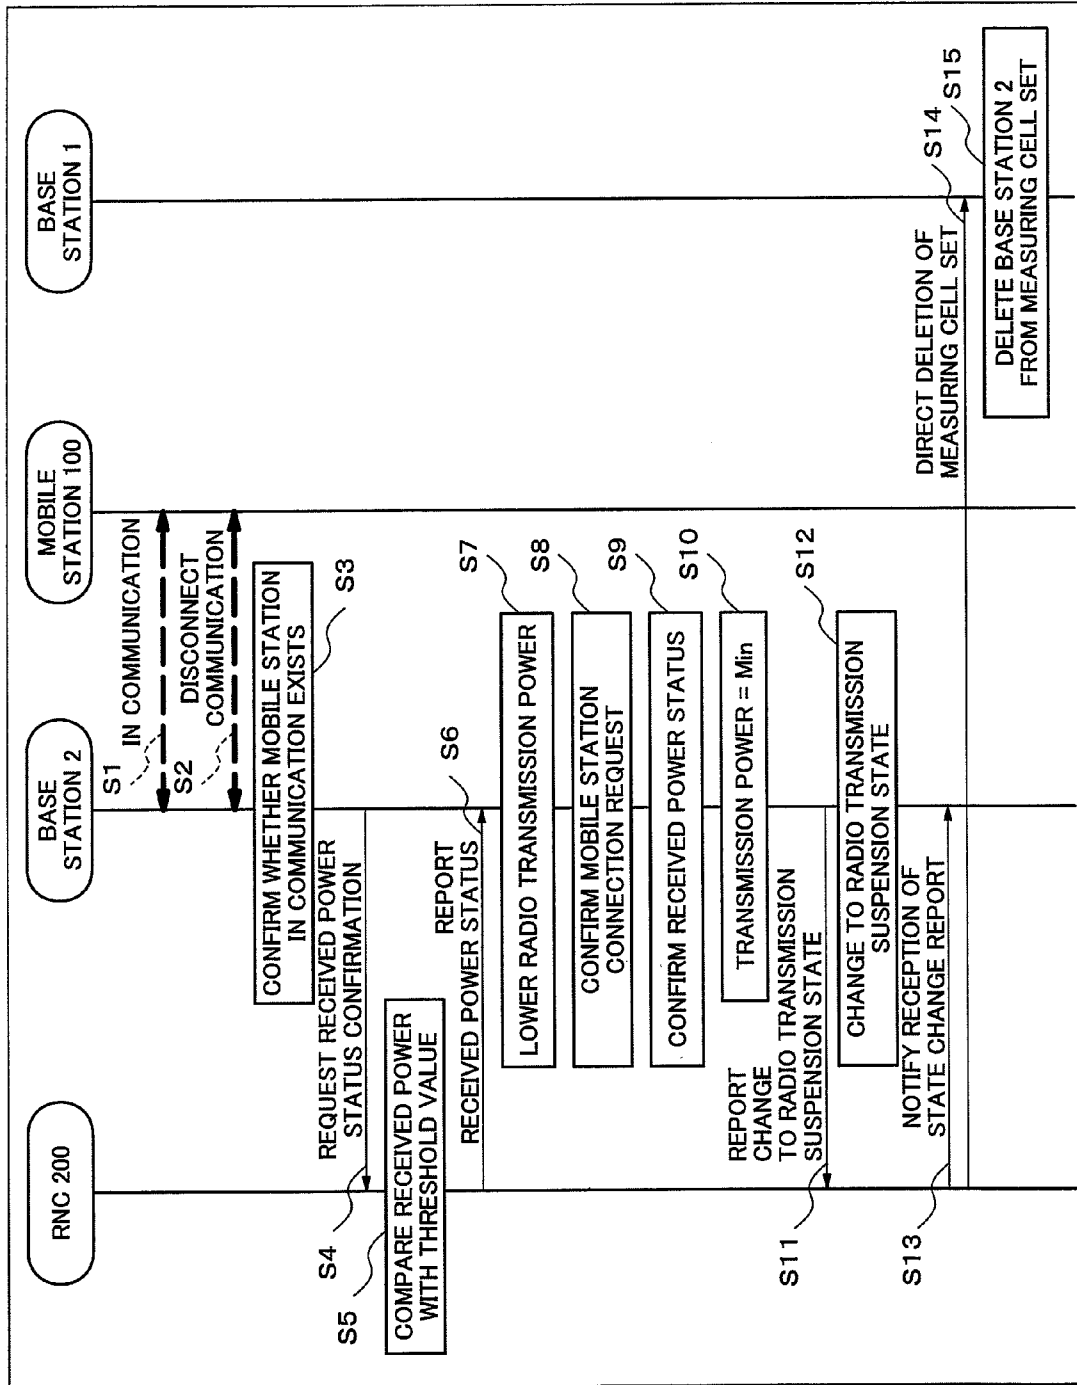 RNC 200
BASE
STATION 2
MOBILE
STATION 100
BASE
STATION 1
S1
IN COMMUNICATION
S2
DISCONNECT
COMMUNICATION
CONFIRM WHETHER MOBILE STATION
IN COMMUNICATION EXISTS
S3
REQUEST RECEIVED POWER
STATUS CONFIRMATION
S4
S5
COMPARE RECEIVED POWER
WITH THRESHOLD VALUE
REPORT
RECEIVED POWER STATUS
S6
LOWER RADIO TRANSMISSION POWER
S7
CONFIRM MOBILE STATION
CONNECTION REQUEST
S8
CONFIRM RECEIVED POWER STATUS
S9
TRANSMISSION POWER = Min
S10
REPORT
CHANGE
TO RADIO TRANSMISSION
SUSPENSION STATE
S11
CHANGE TO RADIO TRANSMISSION
SUSPENSION STATE
S12
NOTIFY RECEPTION OF
STATE CHANGE REPORT
S13
DIRECT DELETION OF
MEASURING CELL SET
S14
DELETE BASE STATION 2
FROM MEASURING CELL SET
S15